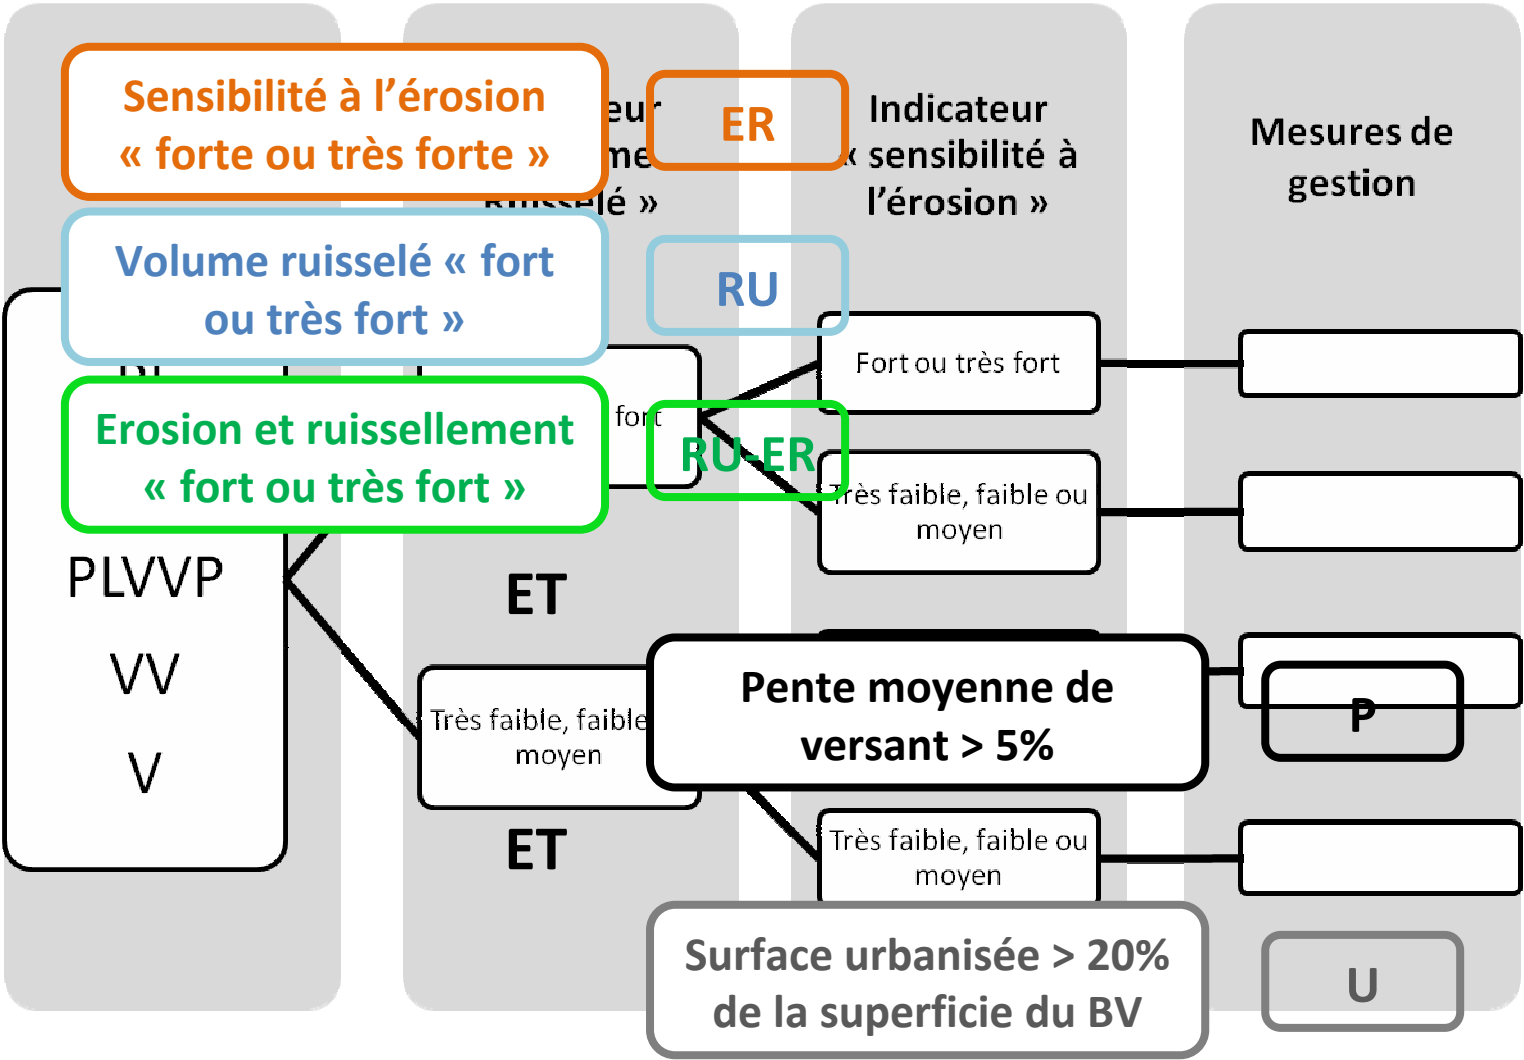 Sensibilité à l’érosion
« forte ou très forte »
ER
Indicateur
« sensibilité à
l’érosion »
Mesures de
gestion
Ruisselé »
Volume ruisselé « fort
ou très fort »
RU
Fort ou très fort
Erosion et ruissellement
« fort ou très fort »
fort
RU-ER
Très faible, faible ou
moyen
PLVVP
VV
V
ET
Très faible, faible
moyen
Pente moyenne de
versant > 5%
P
ET
Très faible, faible ou
moyen
Surface urbanisée > 20%
de la superficie du BV
U